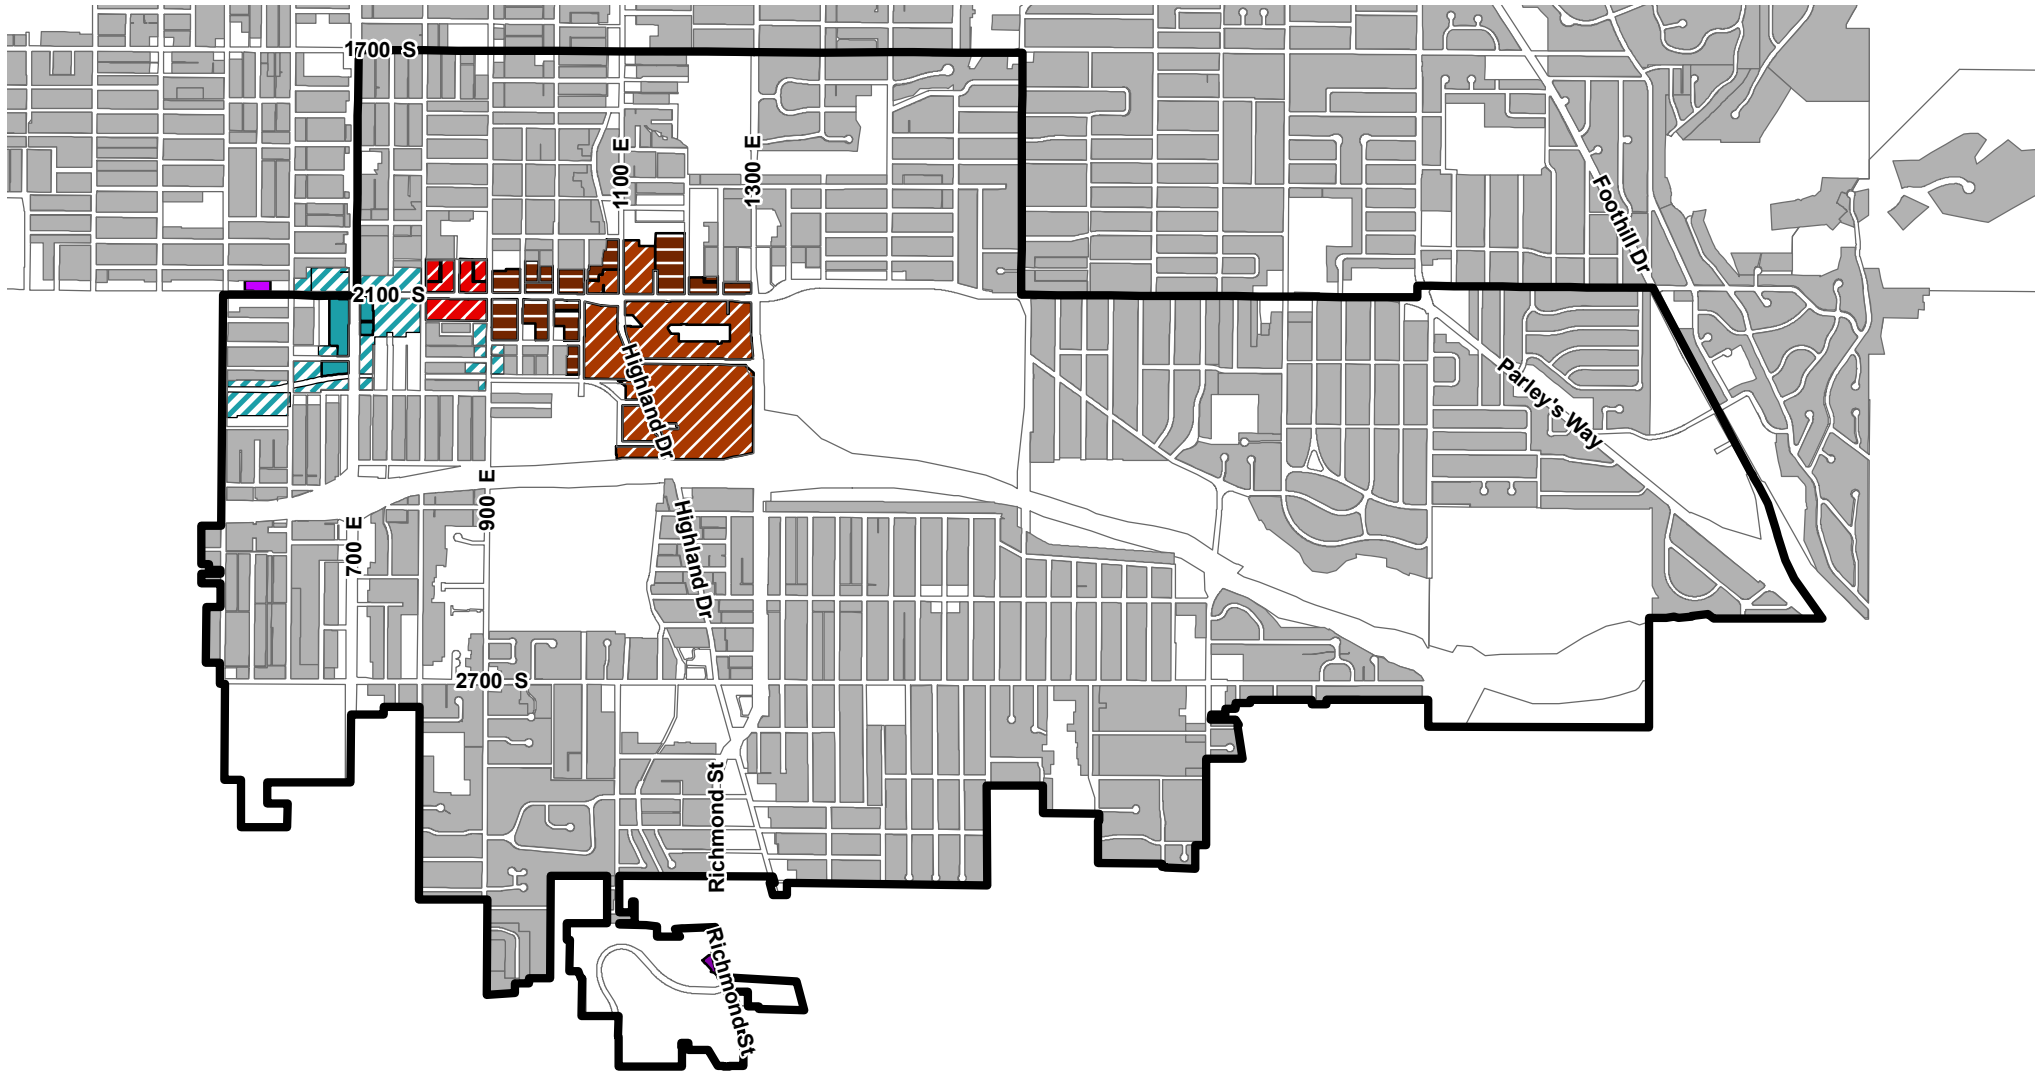 1700 S
1100 E
1300 E
Foothill Dr
2100 S
Highland Dr
Parley's Way
900 E
700 E
Highland Dr
2700 S
Richmond St
Richmond St